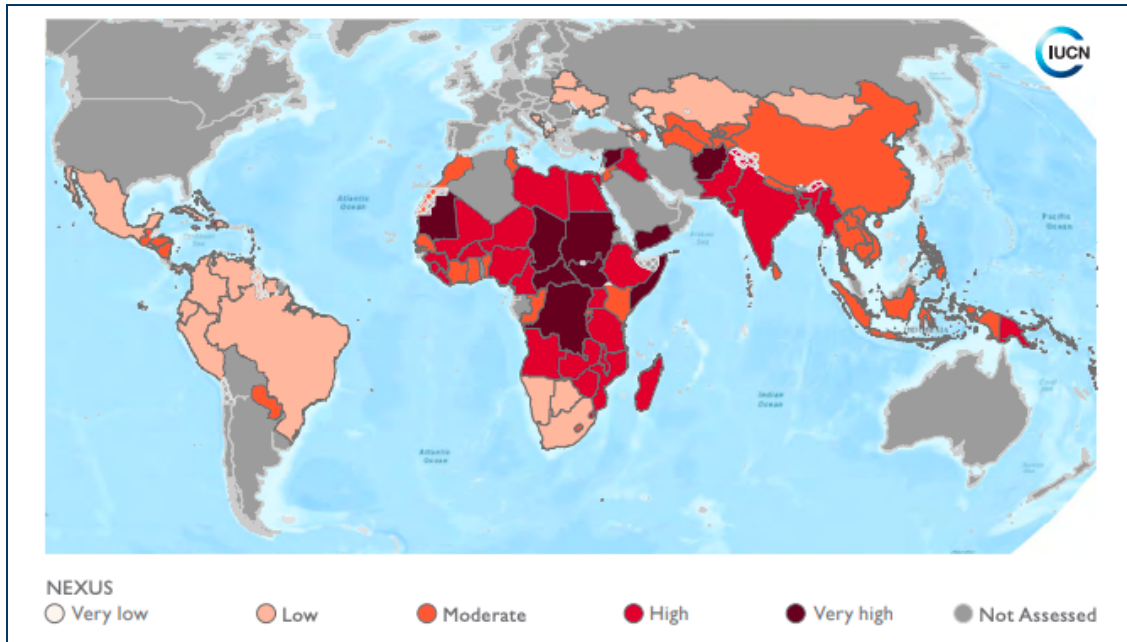 IUCN
Atlantic
Ocean
Pacific
Ocean
Indian
Ocean
Atlantic
Ocean
NEXUS
Very low
Low
Moderate
High
Very high
Not Assessed